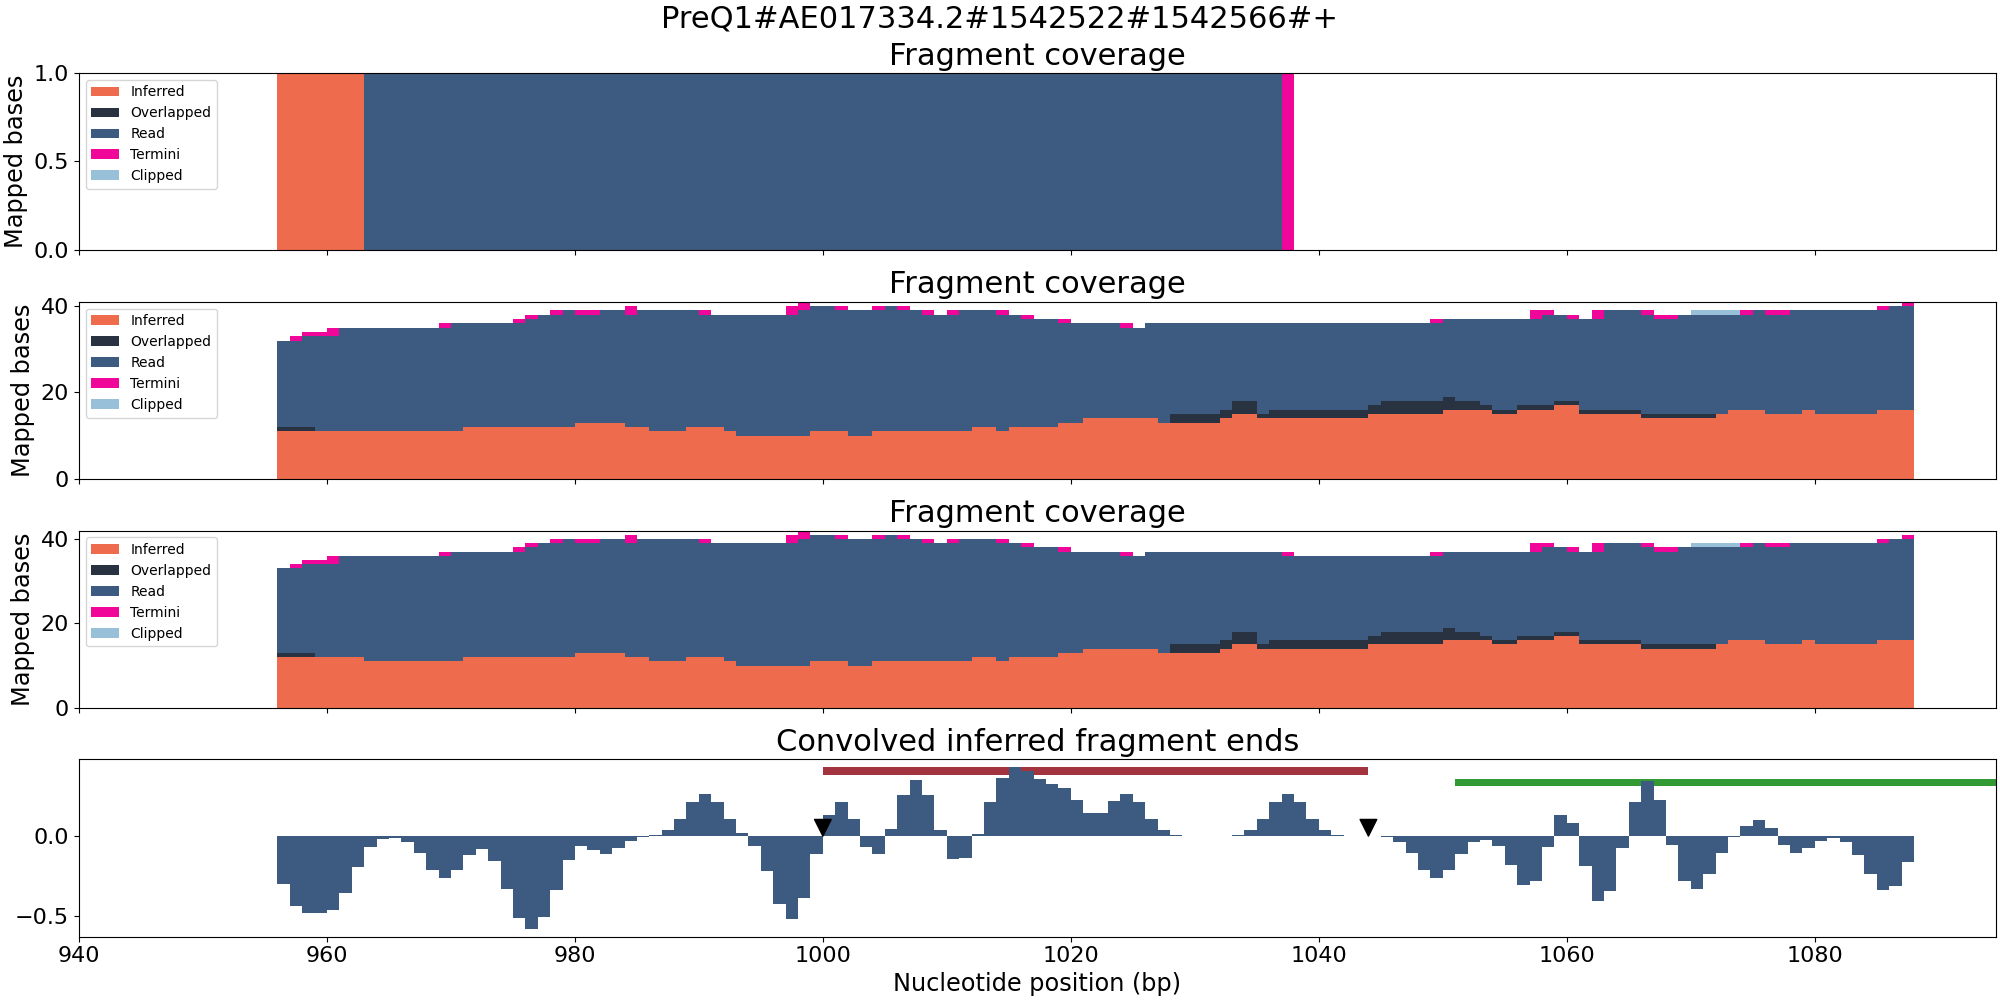 PreQ1#AE017334.2#1542522#1542566#+
Fragment coverage
Mapped bases
1.0
0.5
0.0
Inferred
Overlapped
Read
Termini
Clipped
Fragment coverage
Mapped bases
40
20
0
Inferred
Overlapped
Read
Termini
Clipped
Fragment coverage
Mapped bases
40
20
0
Inferred
Overlapped
Read
Termini
Clipped
Convolved inferred fragment ends
0.0
−0.5
940 960 980 1000 1020 1040 1060 1080
Nucleotide position (bp)